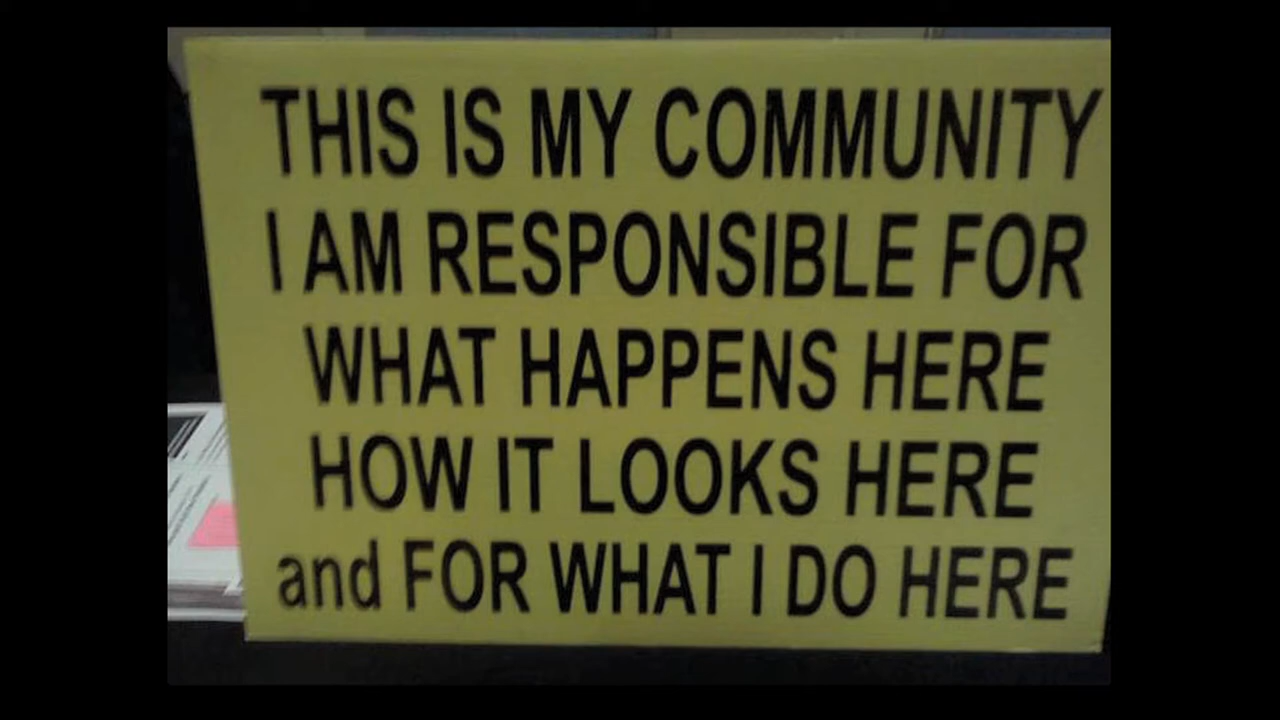 THIS IS MY COMMUNITY
I AM RESPONSIBLE FOR
WHAT HAPPENS HERE
HOW IT LOOKS HERE
and FOR WHAT I DO HERE